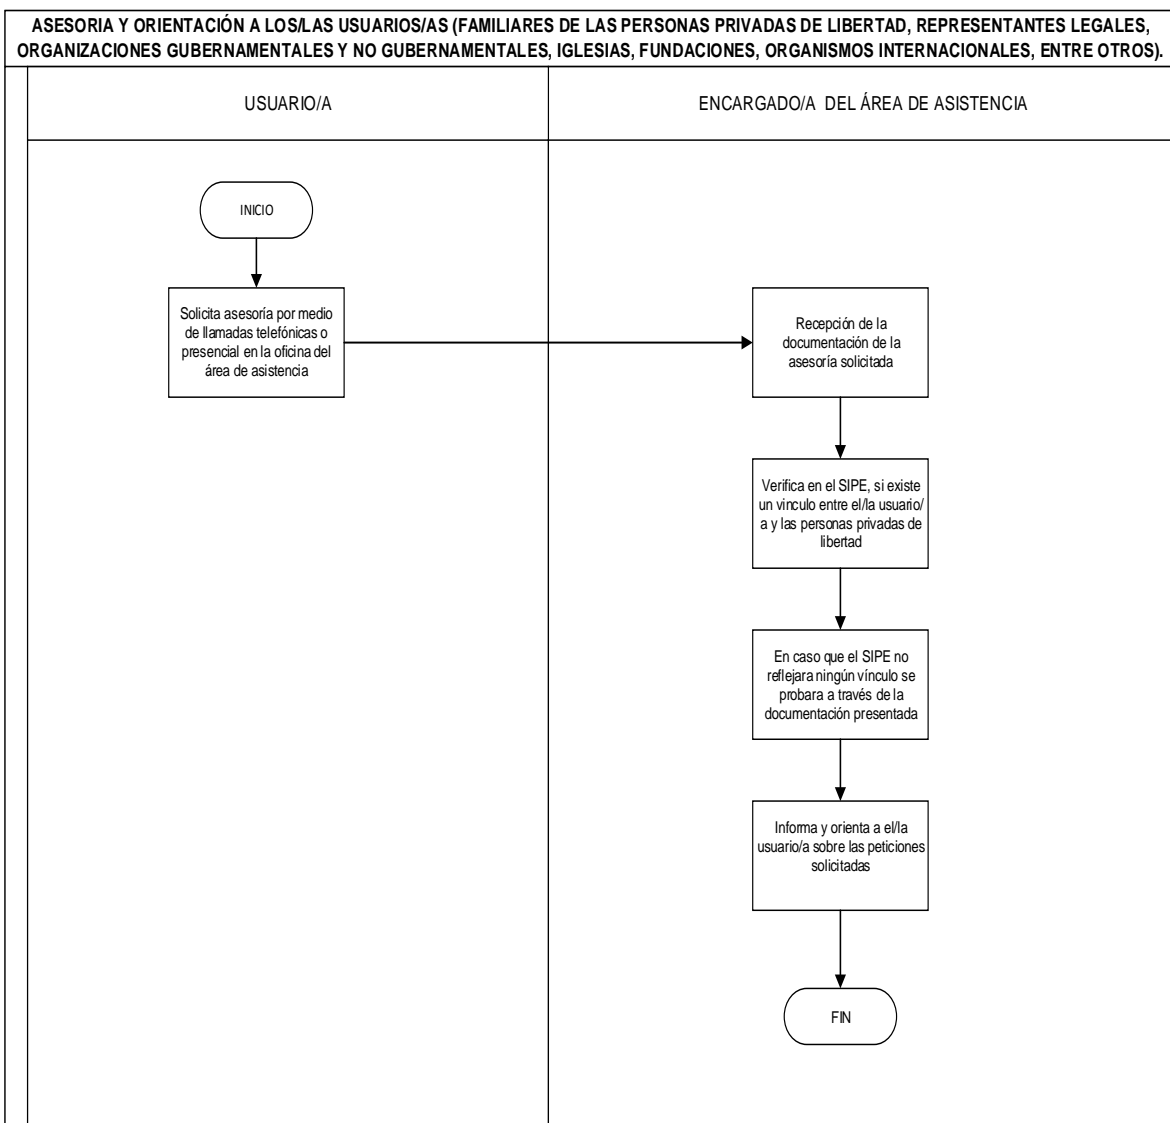 ASESORIA Y ORIENTACIÓN A LOS/LAS USUARIOS/AS (FAMILIARES DE LAS PERSONAS PRIVADAS DE LIBERTAD, REPRESENTANTES LEGALES,
ORGANIZACIONES GUBERNAMENTALES Y NO GUBERNAMENTALES, IGLESIAS, FUNDACIONES, ORGANISMOS INTERNACIONALES, ENTRE OTROS).
USUARIO/A
ENCARGADO/A DEL ÁREA DE ASISTENCIA
INICIO
Solicita asesoría por medio
de llamadas telefónicas o
presencial en la oficina del
área de asistencia
Recepción de la
documentación de la
asesoría solicitada
Verifica en el SIPE, si existe
un vinculo entre el/la usuario/
a y las personas privadas de
libertad
En caso que el SIPE no
reflejara ningún vínculo se
probara a través de la
documentación presentada
Informa y orienta a el/la
usuario/a sobre las peticiones
solicitadas
FIN